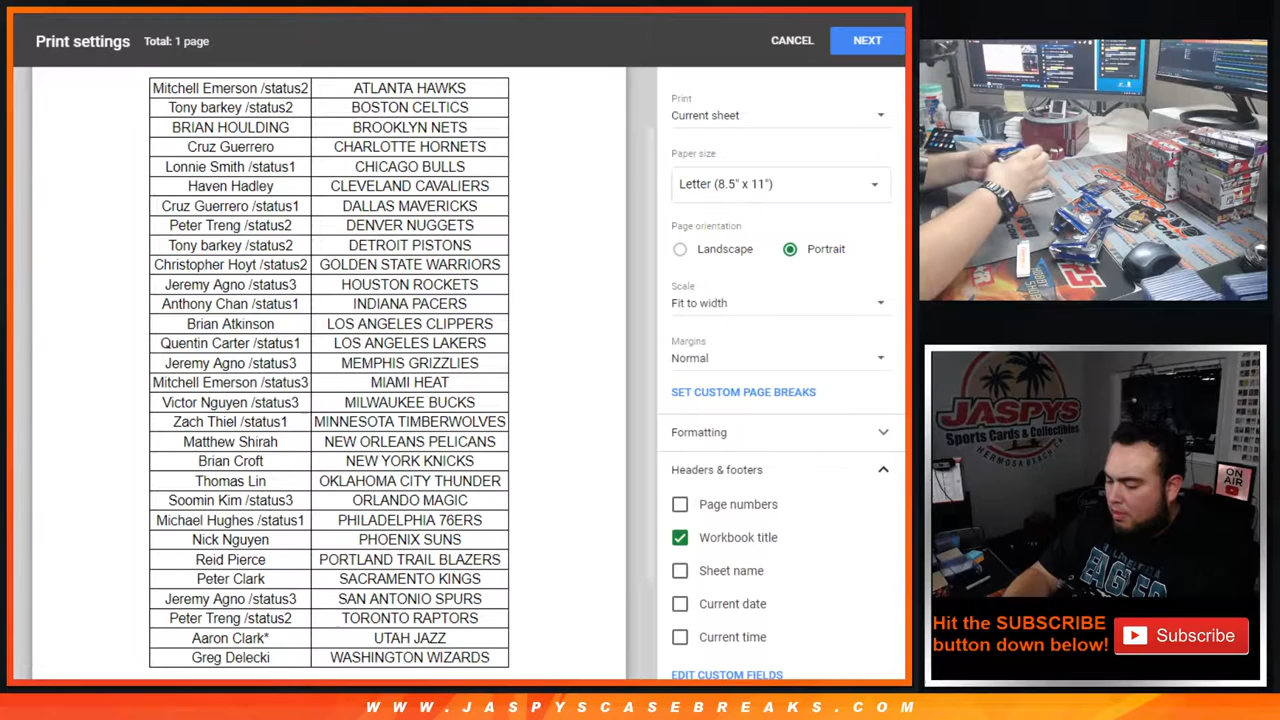 Print settings Total: 1 page CANCEL NEXT
Mitchell Emerson /status2 ATLANTA HAWKS
Tony barkey /status2 BOSTON CELTICS
BRIAN HOULDING BROOKLYN NETS
Cruz Guerrero CHARLOTTE HORNETS
Lonnie Smith /status1 CHICAGO BULLS
Haven Hadley CLEVELAND CAVALIERS
Cruz Guerrero /status1 DALLAS MAVERICKS
Peter Treng /status2 DENVER NUGGETS
Tony barkey /status2 DETROIT PISTONS
Christopher Hoyt /status2 GOLDEN STATE WARRIORS
Jeremy Agno /status3 HOUSTON ROCKETS
Anthony Chan /status1 INDIANA PACERS
Brian Atkinson LOS ANGELES CLIPPERS
Quentin Carter /status1 LOS ANGELES LAKERS
Jeremy Agno /status3 MEMPHIS GRIZZLIES
Mitchell Emerson /status3 MIAMI HEAT
Victor Nguyen /status3 MILWAUKEE BUCKS
Zach Thiel /status1 MINNESOTA TIMBERWOLVES
Matthew Shirah NEW ORLEANS PELICANS
Brian Croft NEW YORK KNICKS
Thomas Lin OKLAHOMA CITY THUNDER
Soomin Kim /status3 ORLANDO MAGIC
Michael Hughes /status1 PHILADELPHIA 76ERS
Nick Nguyen PHOENIX SUNS
Reid Pierce PORTLAND TRAIL BLAZERS
Peter Clark SACRAMENTO KINGS
Jeremy Agno /status3 SAN ANTONIO SPURS
Peter Treng /status2 TORONTO RAPTORS
Aaron Clark* UTAH JAZZ
Greg Delecki WASHINGTON WIZARDS
Print
Current sheet
Paper size
Letter (8.5" x 11")
Page orientation
Landscape Portrait
Scale
Fit to width
Margins
Normal
SET CUSTOM PAGE BREAKS
Formatting
Headers & footers
Page numbers
Workbook title
Sheet name
Current date
Current time
EDIT CUSTOM FIELDS
JASPYS
Sports Cards & Collectibles
HERMOSA BEACH, CA
ON
AIR
EAGLES
Hit the SUBSCRIBE
button down below!
Subscribe
WWW.JASPYSCASEBREAKS.COM